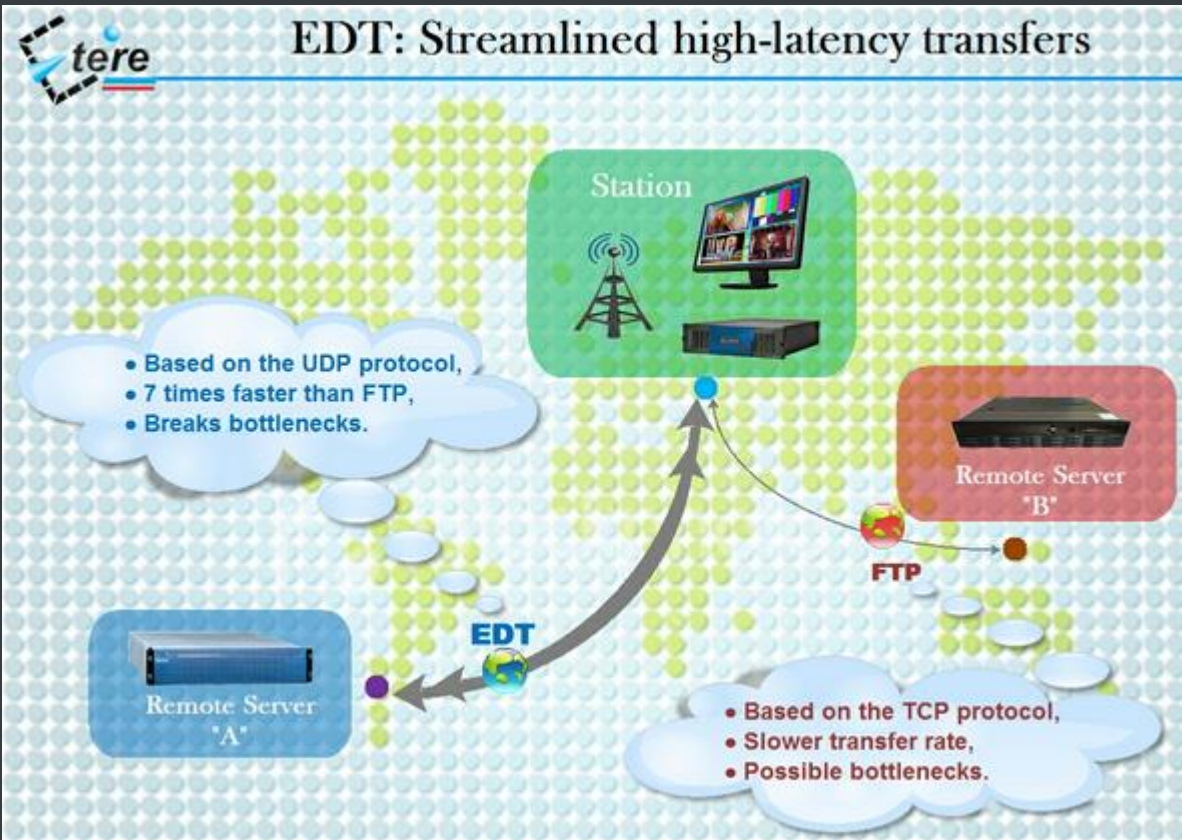 tere
EDT: Streamlined high-latency transfers
Station
• Based on the UDP protocol,
• 7 times faster than FTP,
• Breaks bottlenecks.
Remote Server
"B"
FTP
EDT
Remote Server
"A"
• Based on the TCP protocol,
• Slower transfer rate,
• Possible bottlenecks.